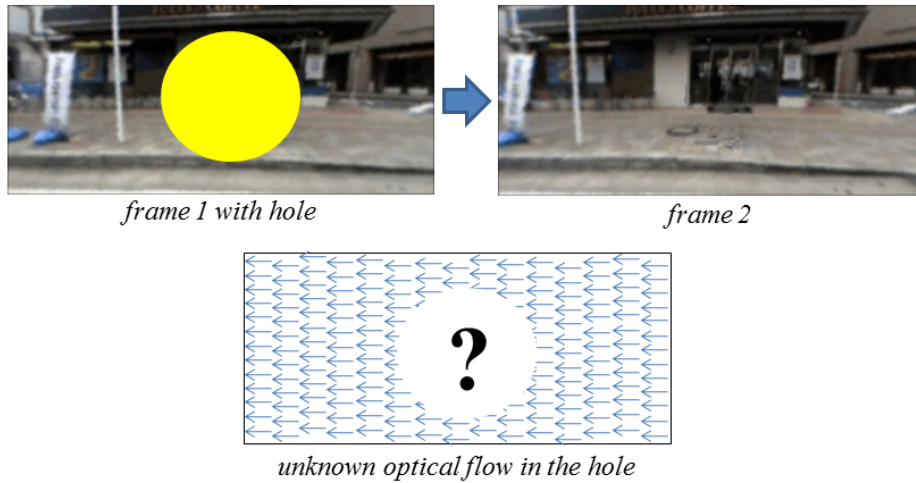 frame 1 with hole
frame 2
?
unknown optical flow in the hole